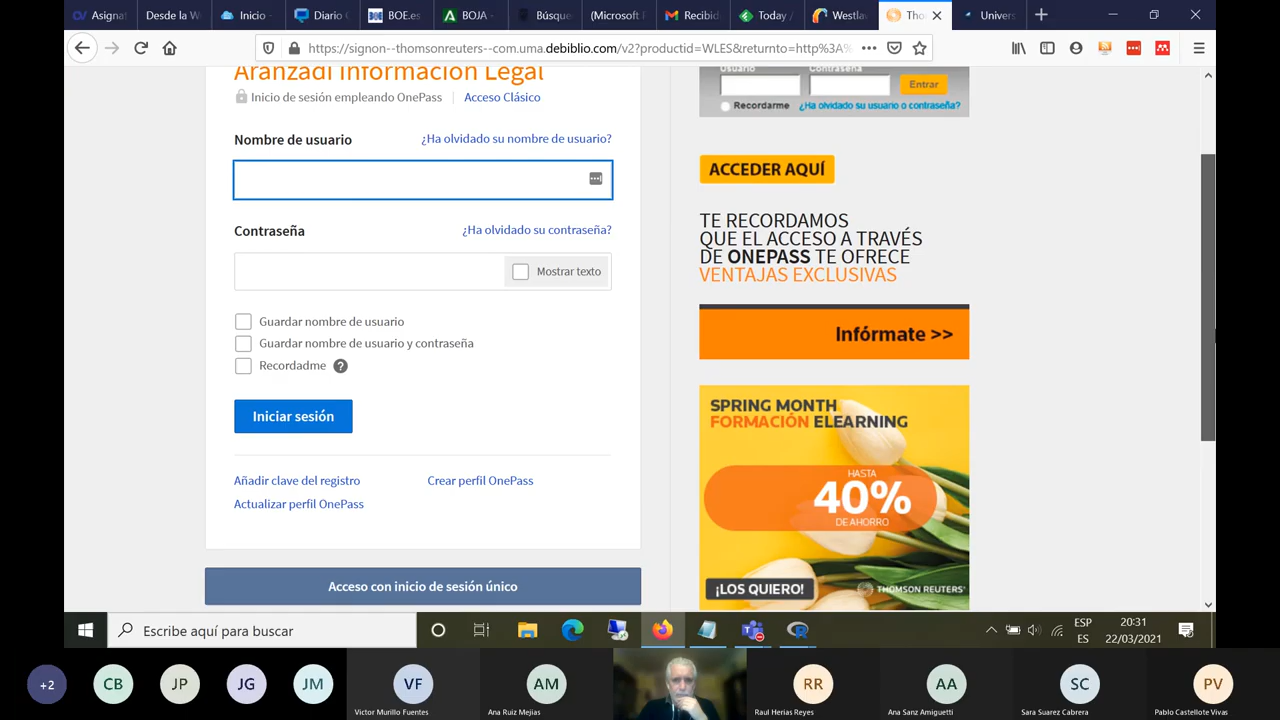 Asignat
Desde la W
Inicio -
Diario C
BOE.es
BOJA -
Búsque
(Microsoft F
Recibid
Today /
Westlaw
Tho
Univers
https://signon--thomsonreuters--com.uma.debiblio.com/v2?productid=WLES&returnto=http%3A%
Aranzadi Información Legal
Inicio de sesión empleando OnePass
Acceso Clásico
Nombre de usuario
¿Ha olvidado su nombre de usuario?
Contraseña
¿Ha olvidado su contraseña?
Mostrar texto
Guardar nombre de usuario
Guardar nombre de usuario y contraseña
Recordadme
Iniciar sesión
Añadir clave del registro
Crear perfil OnePass
Actualizar perfil OnePass
Acceso con inicio de sesión único
Usuario
Contraseña
Entrar
Recordarme
¿Ha olvidado su usuario o contraseña?
ACCEDER AQUÍ
TE RECORDAMOS
QUE EL ACCESO A TRAVÉS
DE ONEPASS TE OFRECE
VENTAJAS EXCLUSIVAS
Infórmate >>
SPRING MONTH
FORMACIÓN ELEARNING
HASTA
40%
DE AHORRO
¡LOS QUIERO!
THOMSON REUTERS
Escribe aquí para buscar
ESP
ES
20:31
22/03/2021
+2
CB
JP
JG
JM
VF
Victor Murillo Fuentes
AM
Ana Ruiz Mejias
RR
Raul Herias Reyes
AA
Ana Sanz Amiguetti
SC
Sara Suarez Cabrera
PV
Pablo Castellote Vivas